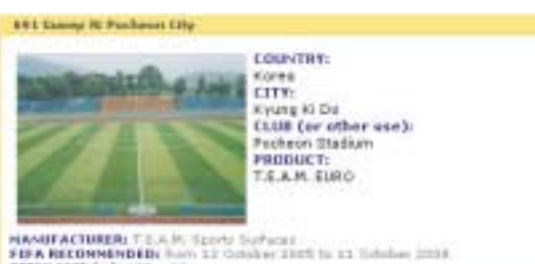 Pocheon City
COUNTRY:
Korea
CITY:
Kyung Ki Do
CLUB (or other use):
Pocheon Stadium
PRODUCT:
T.E.A.M. EURO
MANUFACTURER: T.E.A.M. Sports Surfaces
FIFA RECOMMENDED: from 12 October 2005 to 11 October 2008